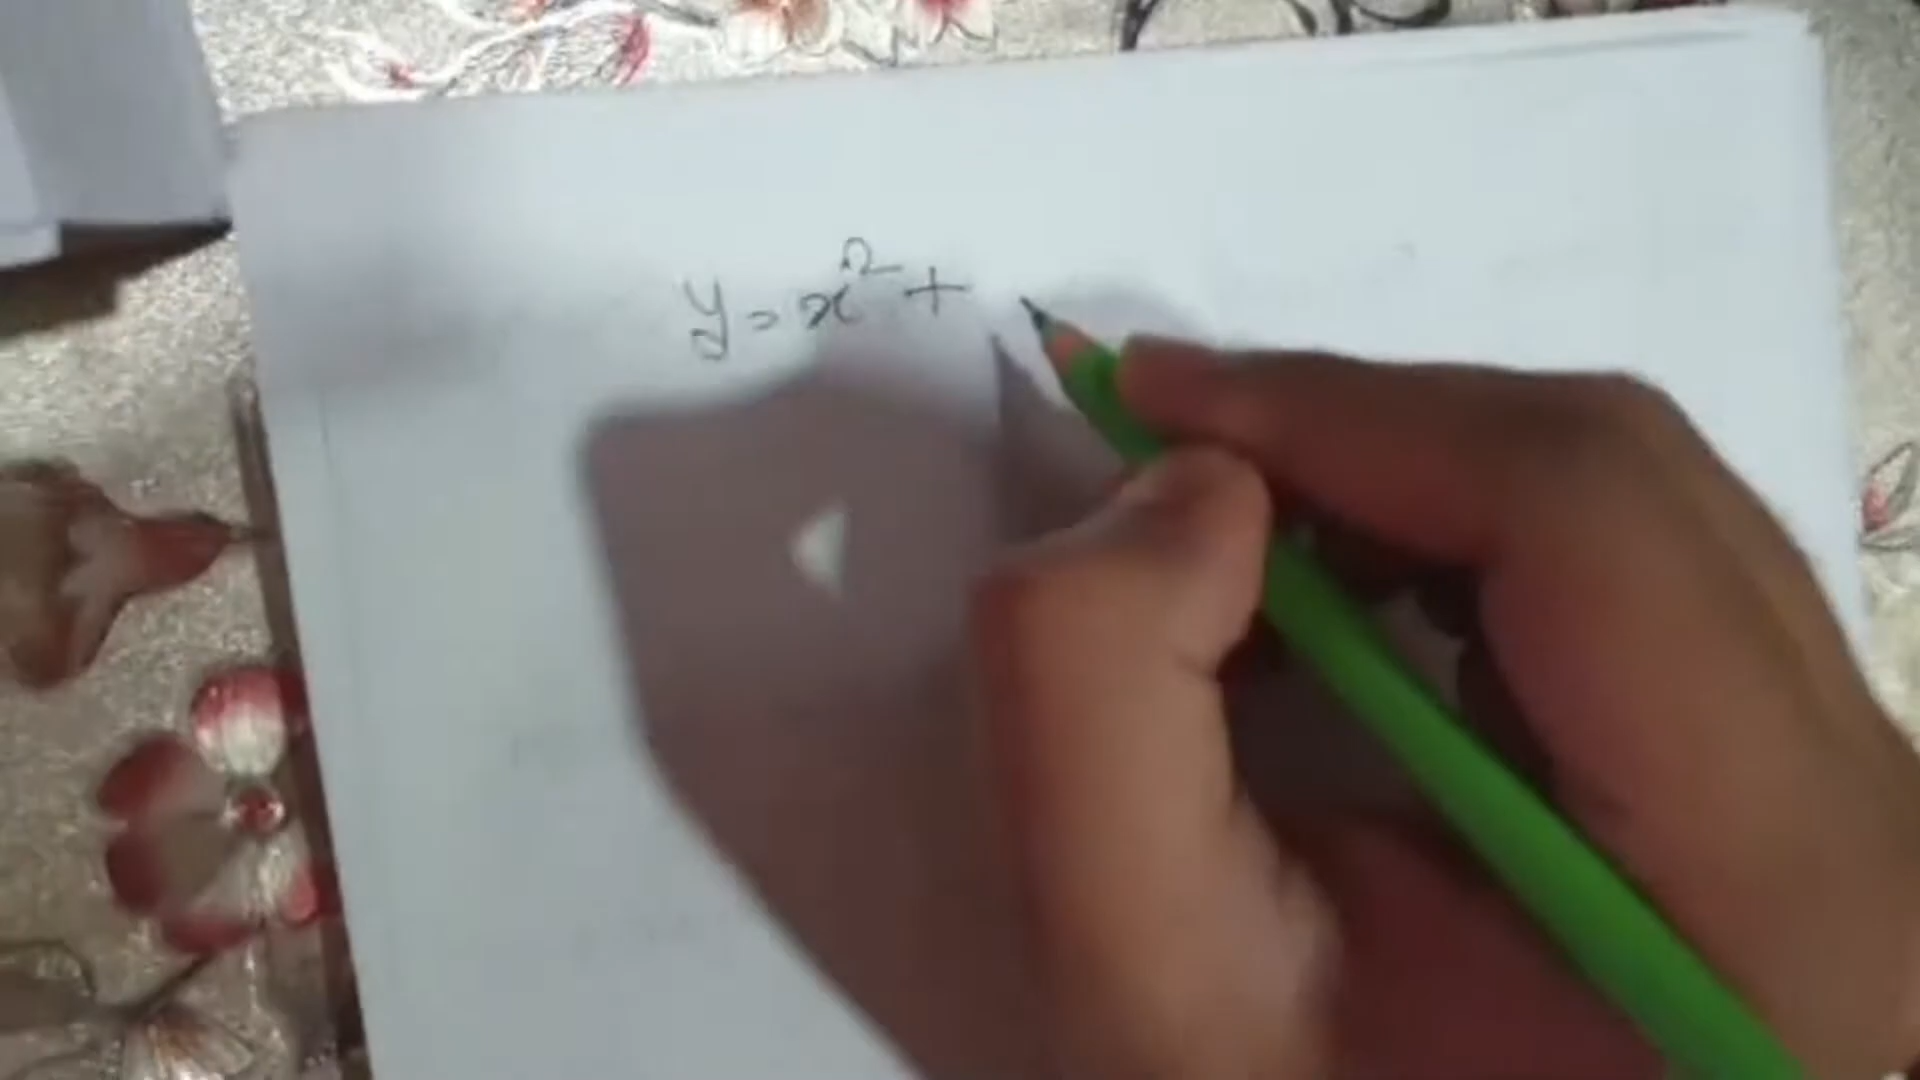 y = x² +